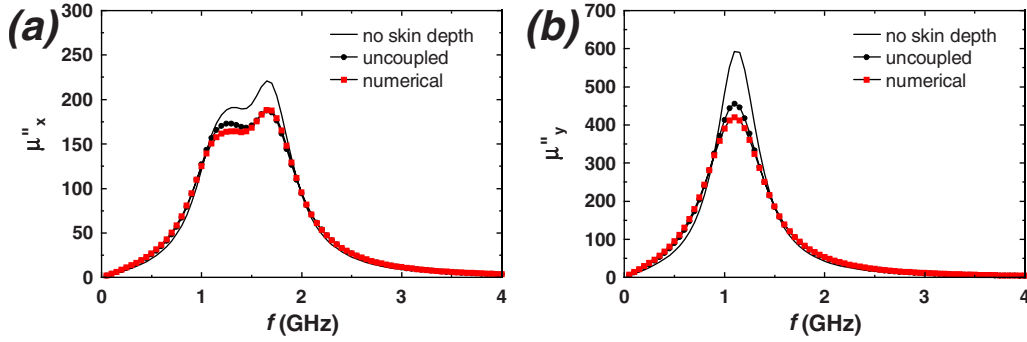 (a)
300
250
200
150
100
50
0
μ"x
no skin depth
uncoupled
numerical
0 1 2 3 4
f (GHz)
(b)
700
600
500
400
300
200
100
0
μ"y
no skin depth
uncoupled
numerical
0 1 2 3 4
f (GHz)